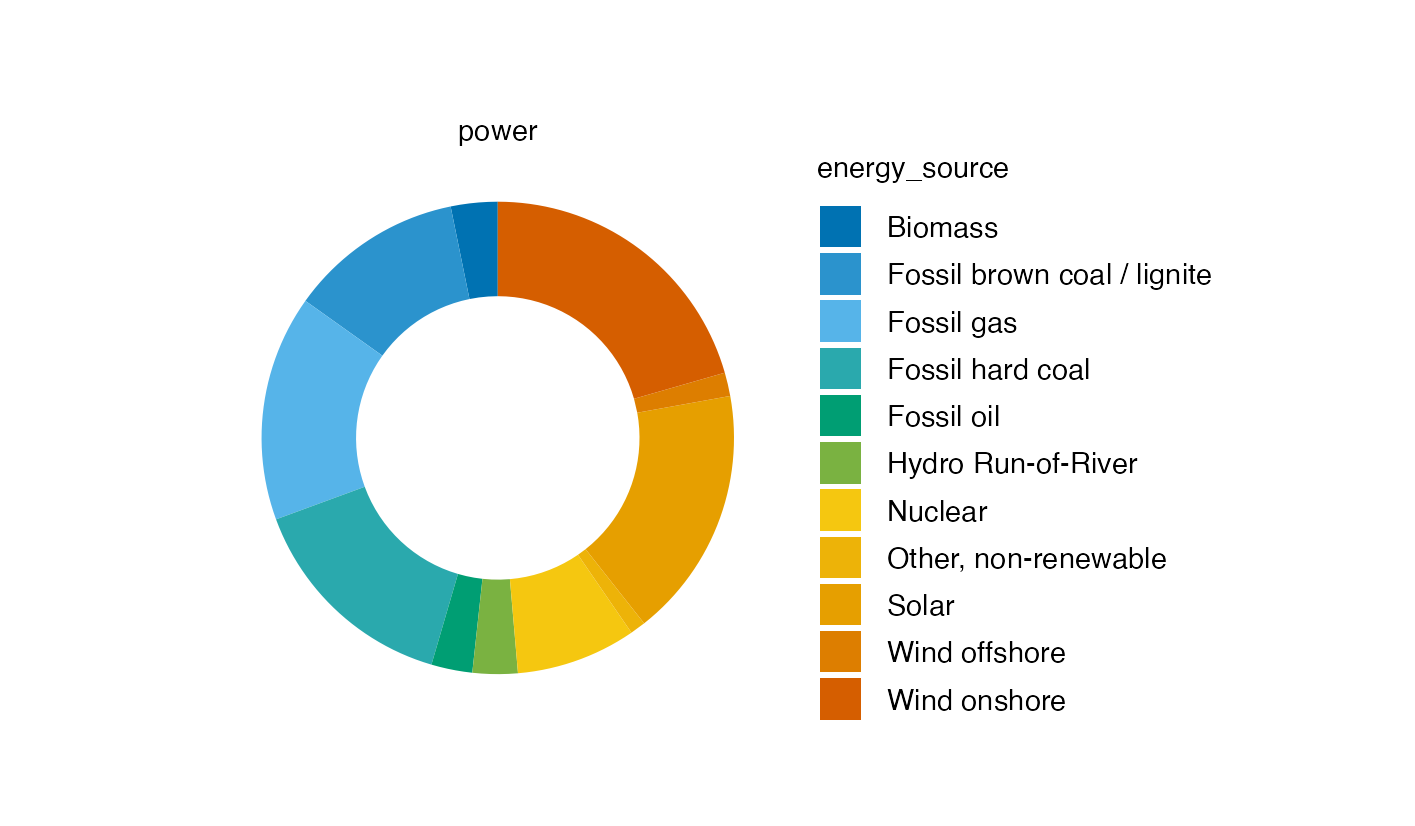 power
energy_source
Biomass
Fossil brown coal / lignite
Fossil gas
Fossil hard coal
Fossil oil
Hydro Run-of-River
Nuclear
Other, non-renewable
Solar
Wind offshore
Wind onshore